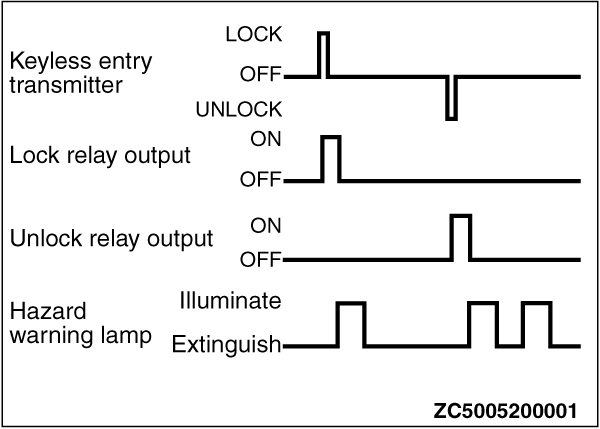 LOCK
Keyless entry
transmitter
OFF
UNLOCK
ON
Lock relay output
OFF
ON
Unlock relay output
OFF
Illuminate
Hazard
warning lamp
Extinguish
ZC5005200001